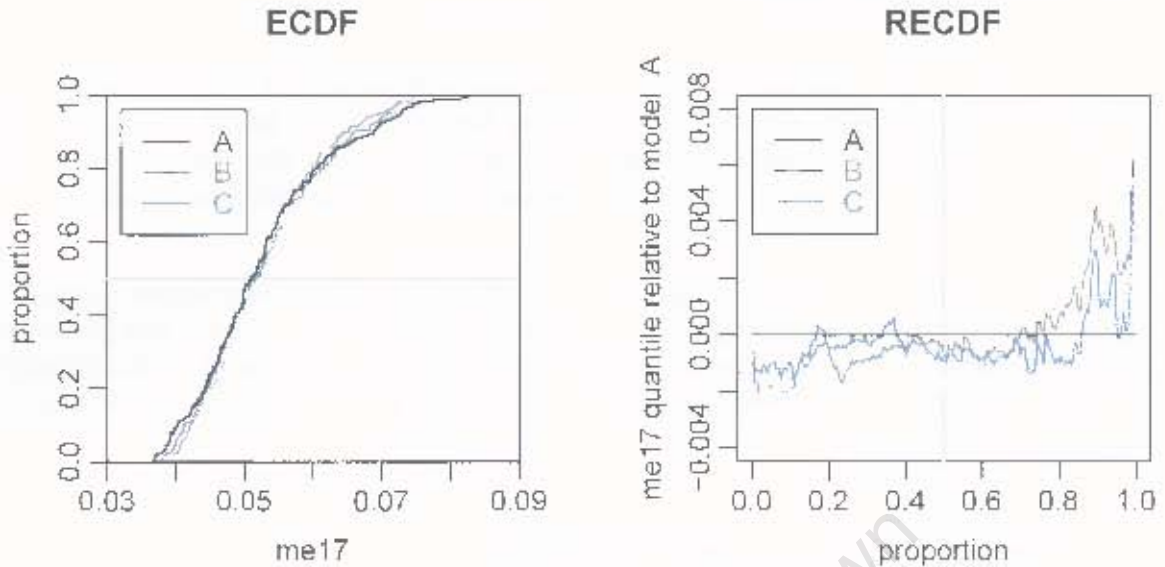 ECDF
proportion
1.0
0.8
0.6
0.4
0.2
0.0
A
B
C
0.03
0.05
0.07
0.09
me17
RECDF
me17 quantile relative to model A
0.008
0.004
0.000
-0.004
A
B
C
0.0
0.2
0.4
0.6
0.8
1.0
proportion
wn